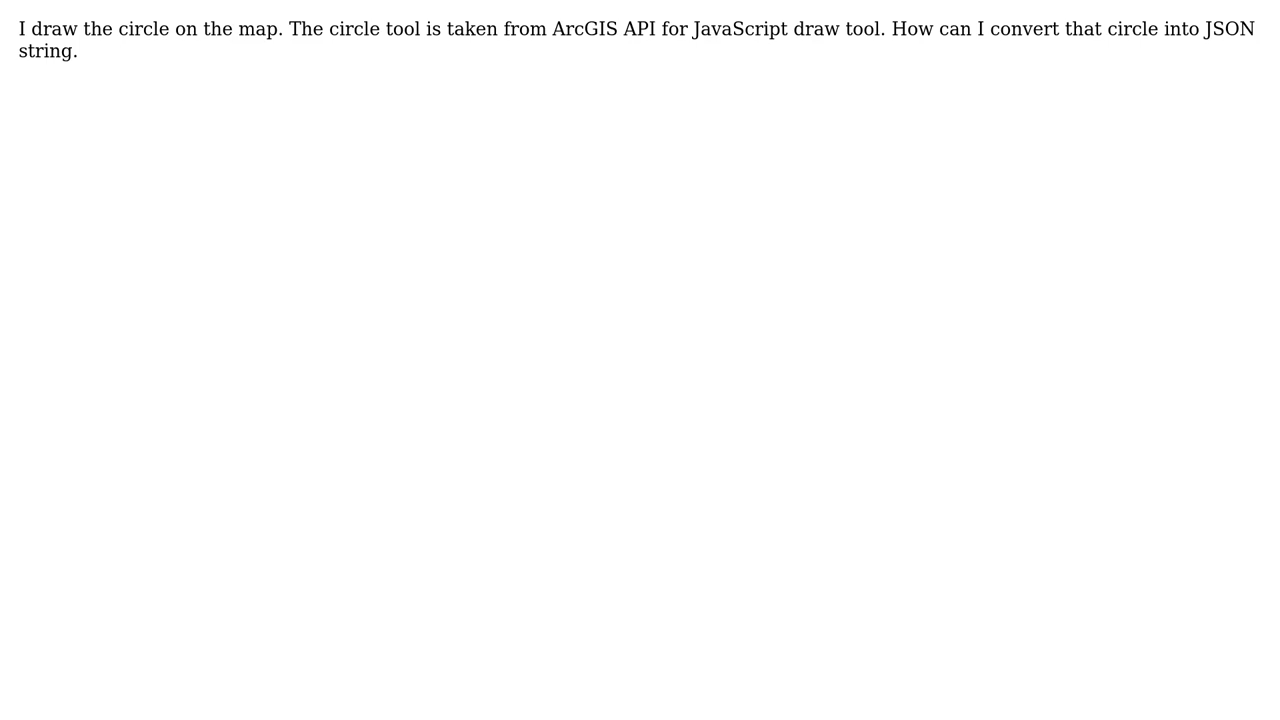 I draw the circle on the map. The circle tool is taken from ArcGIS API for JavaScript draw tool. How can I convert that circle into JSON
string.